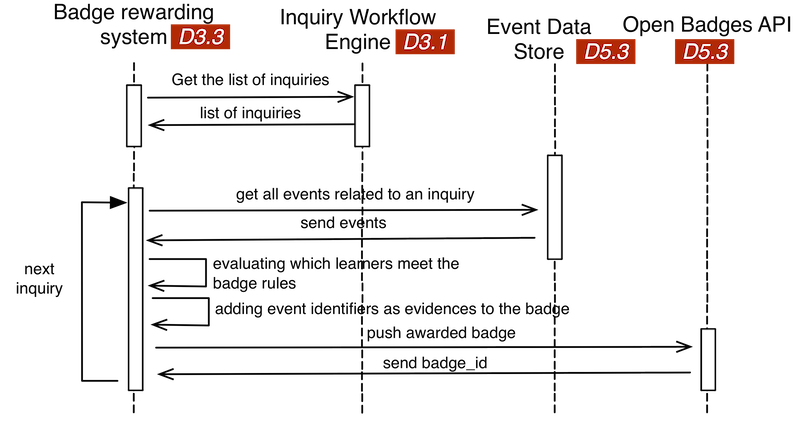 Badge rewarding
system D3.3
Inquiry Workflow
Engine D3.1
Event Data
Store D5.3
Open Badges API
D5.3
Get the list of inquiries
list of inquiries
get all events related to an inquiry
send events
evaluating which learners meet the
badge rules
adding event identifiers as evidences to the badge
next
inquiry
push awarded badge
send badge_id